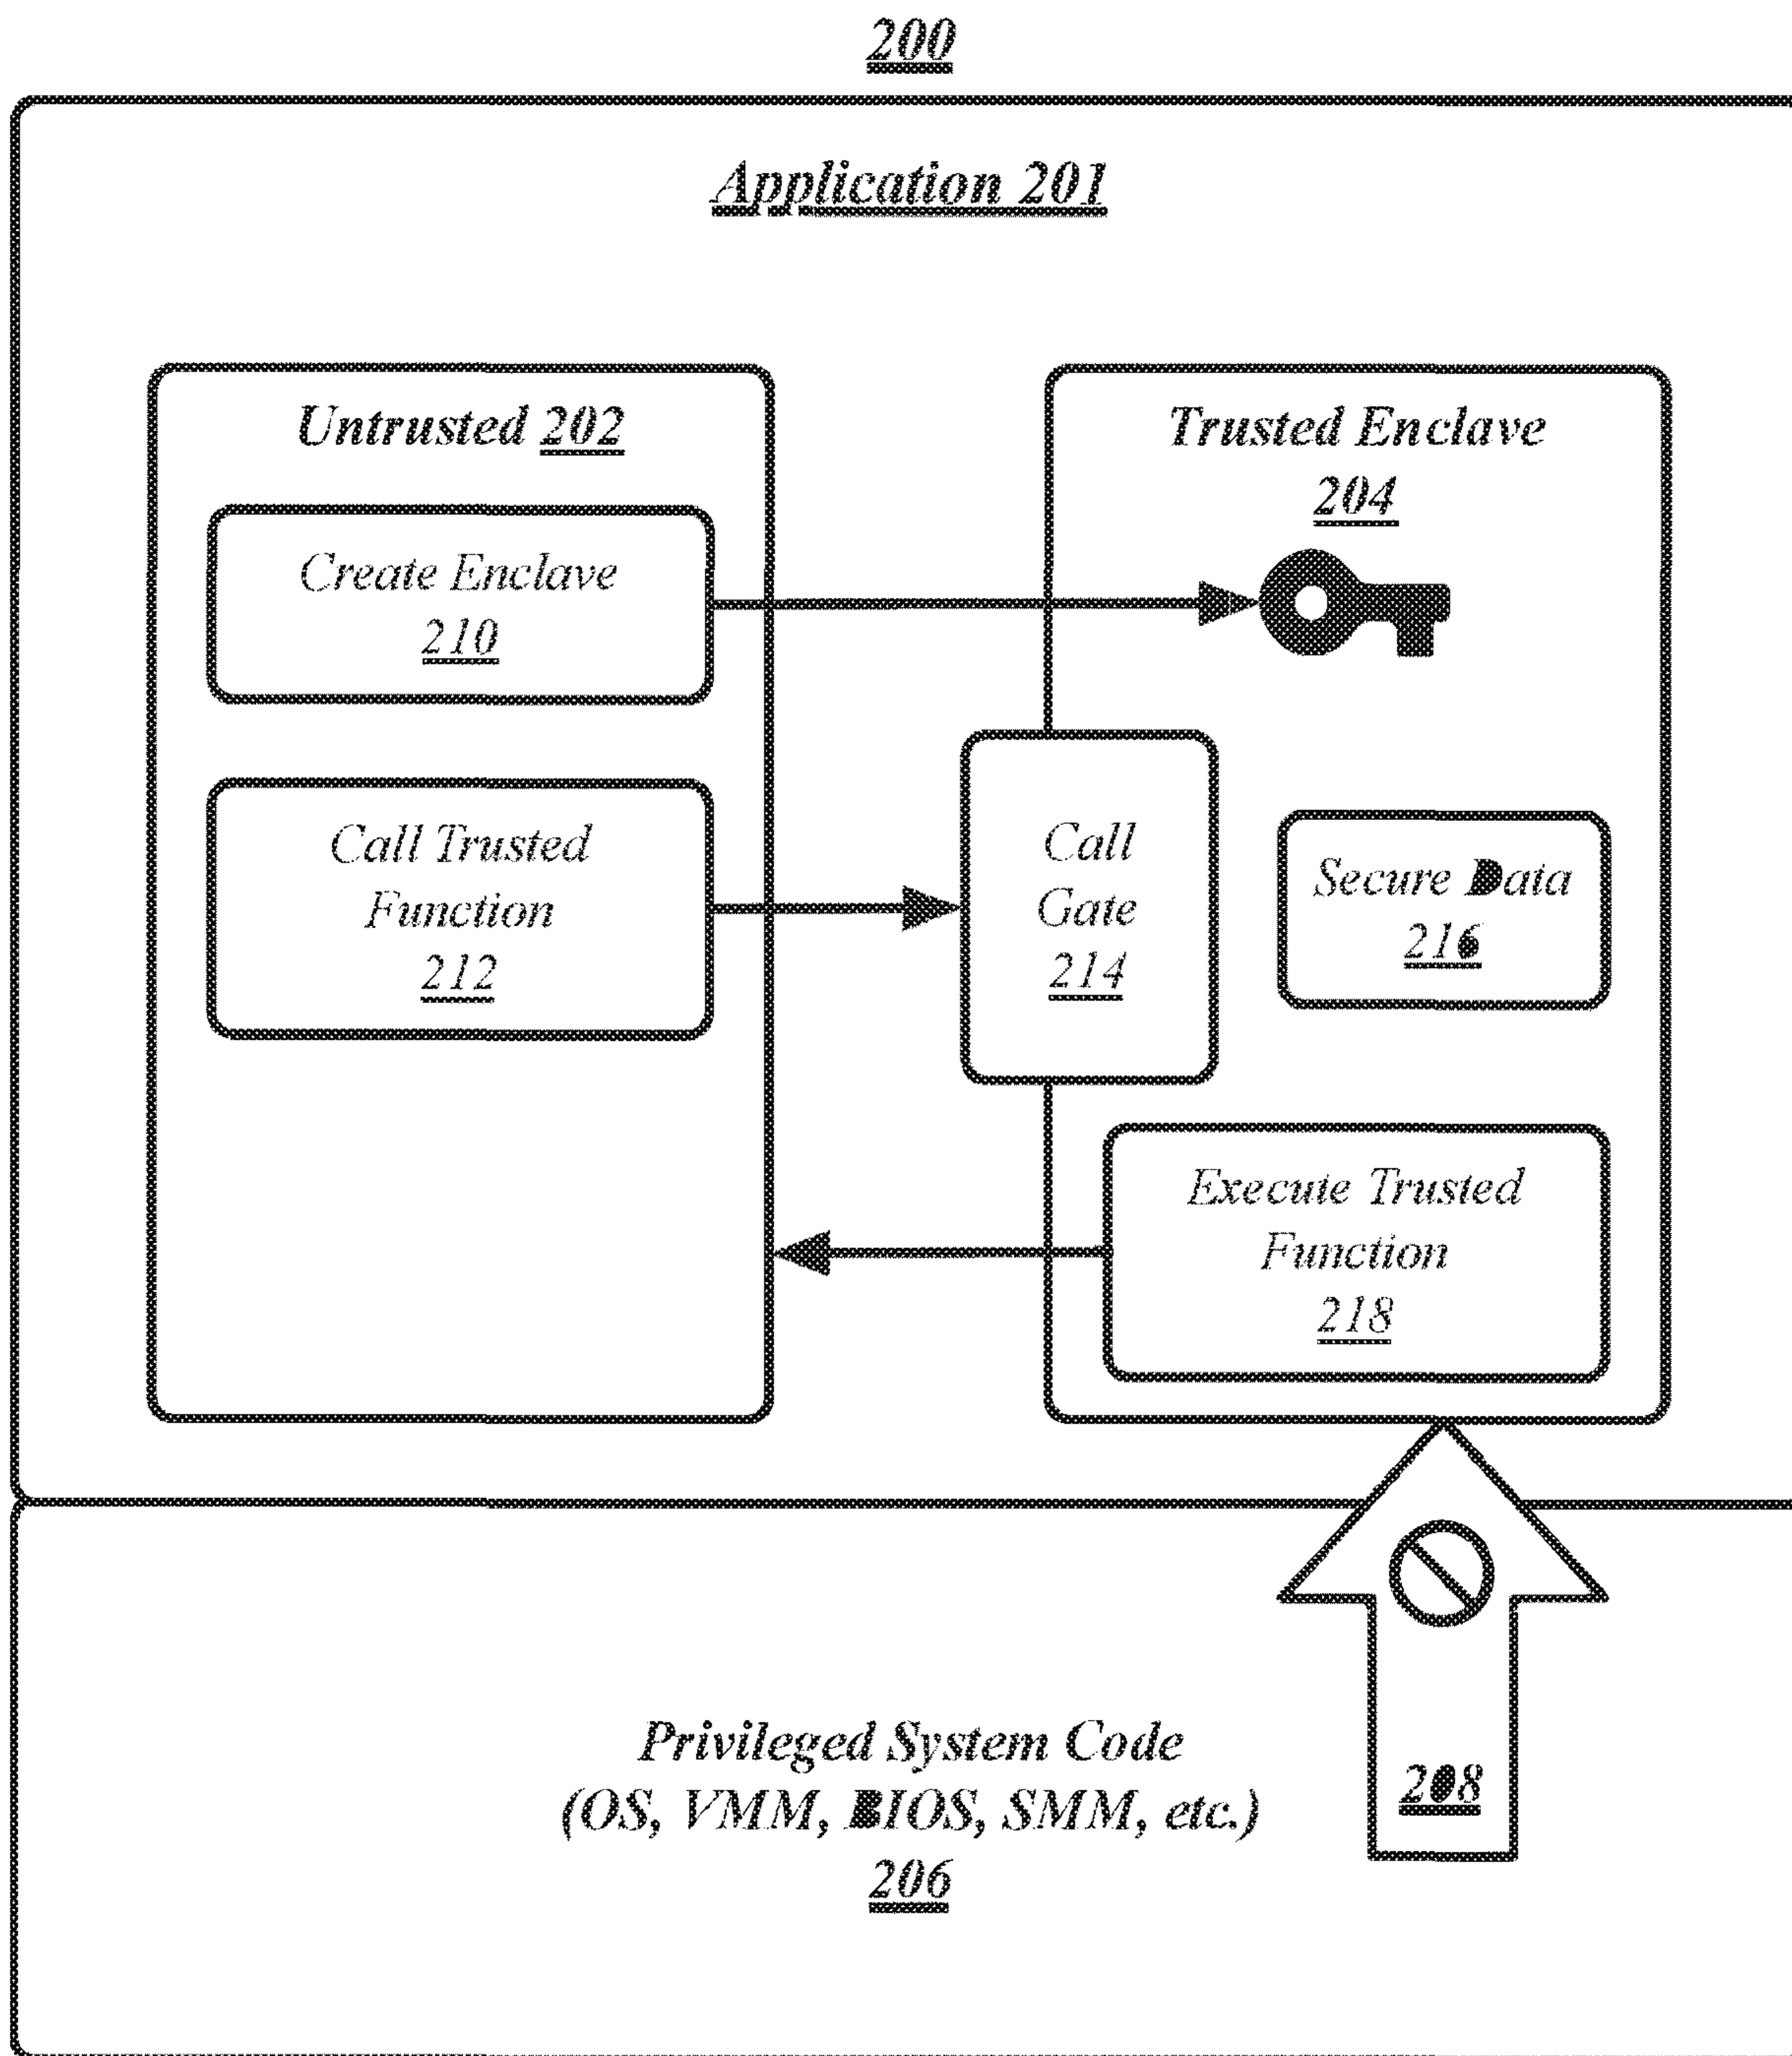 200
Application 201
Untrusted 202
Create Enclave
210
Call Trusted
Function
212
Trusted Enclave
204
Call
Gate
214
Secure Data
216
Execute Trusted
Function
218
Privileged System Code
(OS, VMM, BIOS, SMM, etc.)
206
208